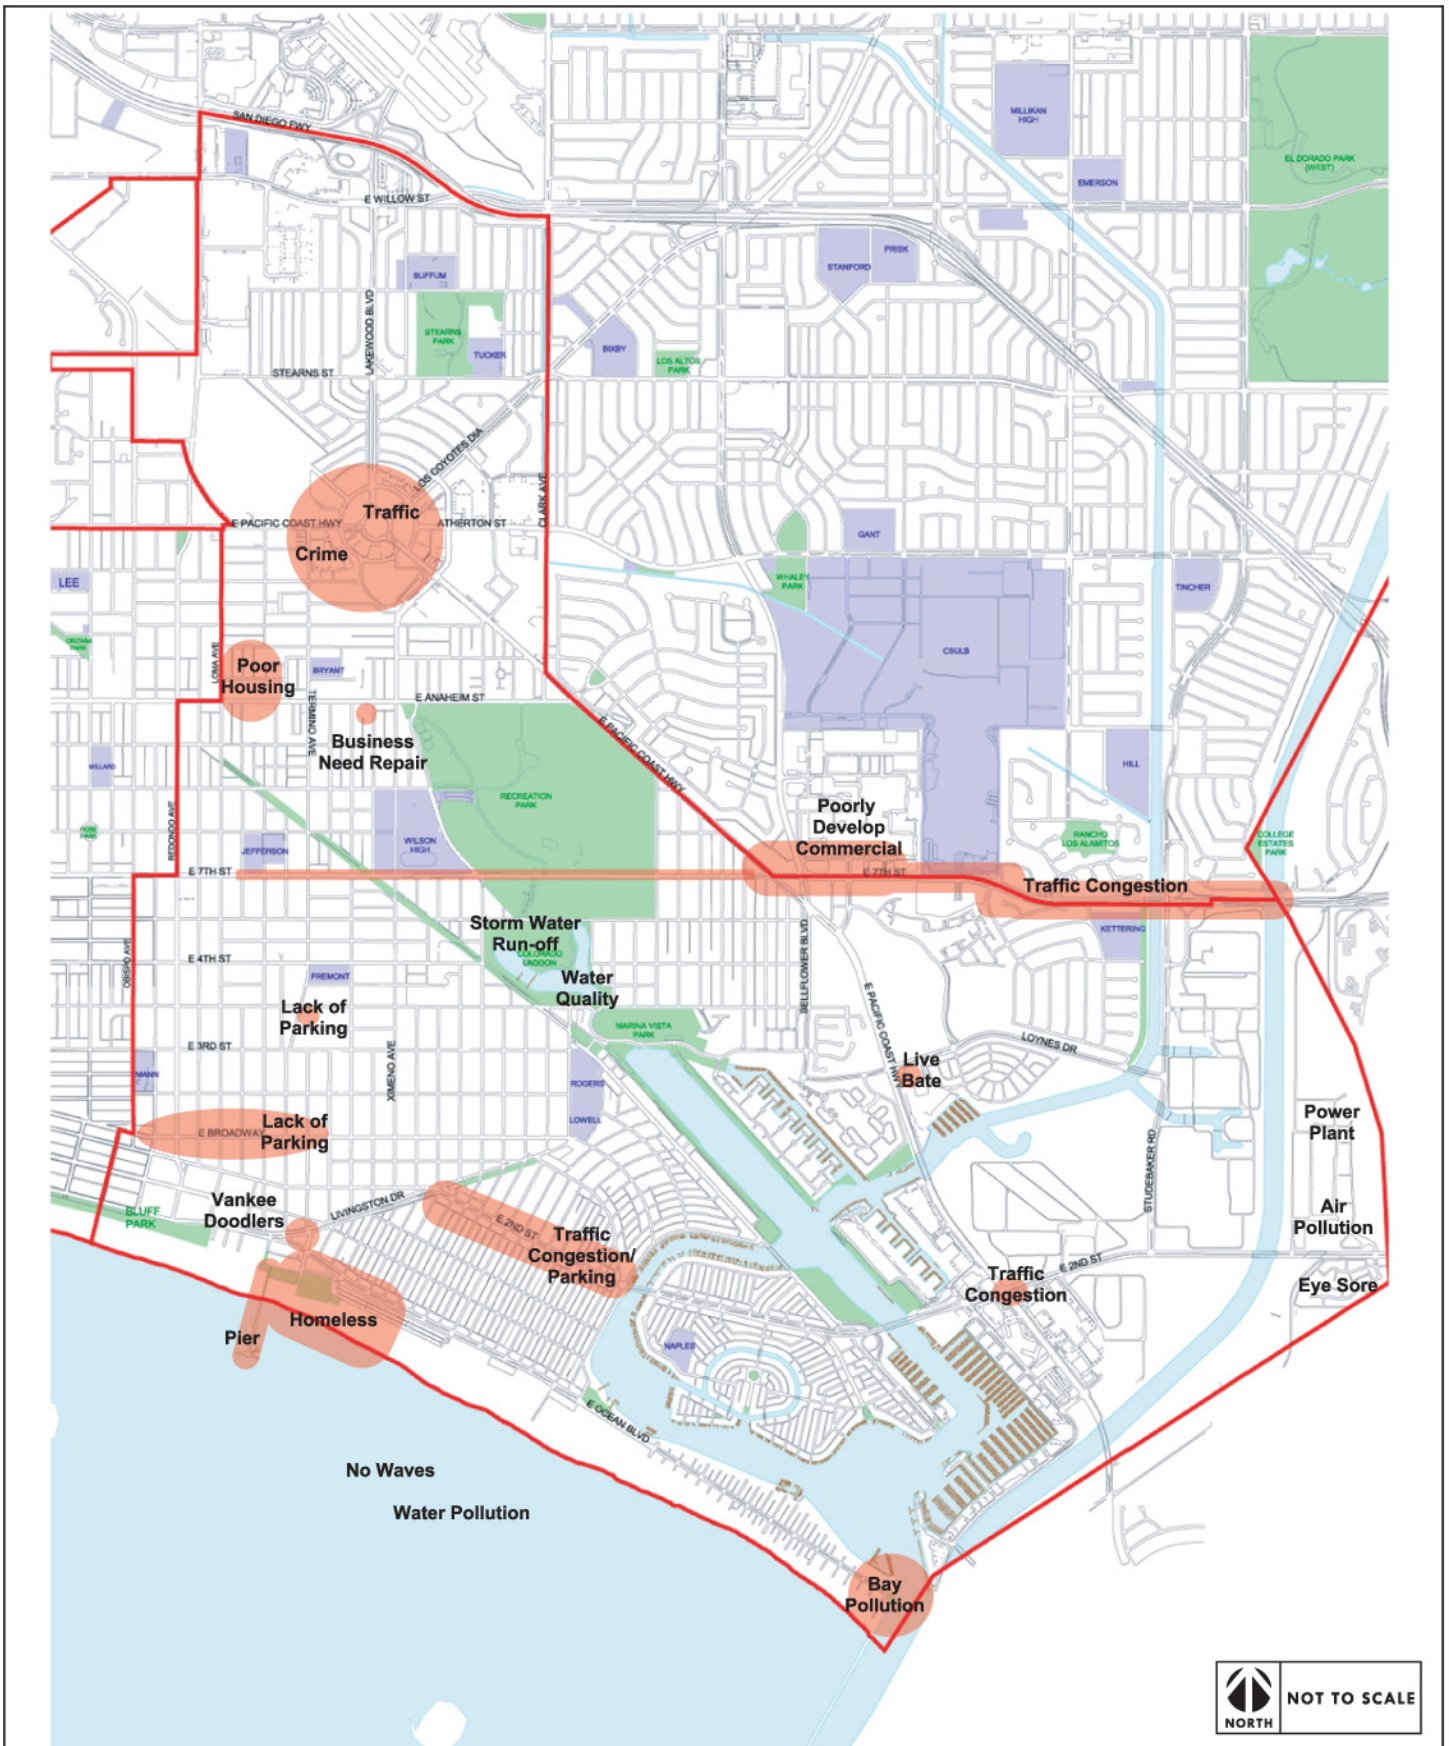 SAN DIEGO FWY
MILLIKAN
HIGH
EL DORADO PARK
(WEST)
EMERSON
E WILLOW ST
PRISK
STANFORD
BUFFUM
LAKEWOOD BLVD
STEARNS
PARK
TUCKER
BIXBY
LOS ALTOS
PARK
STEARNS ST
LOS COYOTES DIA
CLARK AVE
Traffic
E PACIFIC COAST HWY
ATHERTON ST
Crime
GANT
LEE
WHALEY
PARK
TINCHER
ORIZABA
PARK
LOMA AVE
Poor
Housing
BRYANT
CSULB
TERMINO AVE
E ANAHEIM ST
E PACIFIC COAST HWY
Business
Need Repair
WILLARD
HILL
RECREATION
PARK
Poorly
Develop
Commercial
ROSE
PARK
REDONDO AVE
JEFFERSON
WILSON
HIGH
RANCHO
LOS ALAMITOS
COLLEGE
ESTATES
PARK
E 7TH ST
E 7TH ST
Traffic Congestion
Storm Water
Run-off
COLORADO
LAGOON
KETTERING
OBISPO AVE
E 4TH ST
FREMONT
Water
Quality
BELLFLOWER BLVD
E PACIFIC COAST HWY
Lack of
Parking
MARINA VISTA
PARK
E 3RD ST
LOYNES DR
XIMENO AVE
MANN
Live
Bate
ROGERS
LOWELL
Lack of
Parking
E BROADWAY
Power
Plant
STUDEBAKER RD
Vankee
Doodlers
LIVINGSTON DR
BLUFF
PARK
E 2ND ST
Traffic
Congestion/
Parking
Air
Pollution
E 2ND ST
Traffic
Congestion
Eye Sore
Homeless
Pier
NAPLES
E OCEAN BLVD
No Waves
Water Pollution
Bay
Pollution
NORTH
NOT TO SCALE